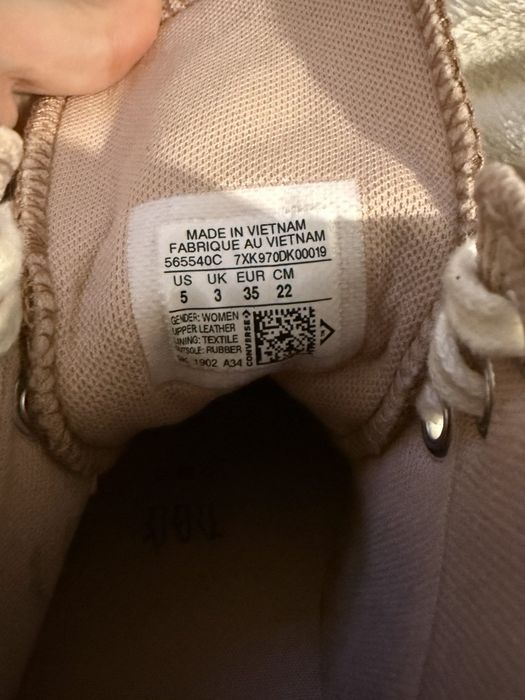 MADE IN VIETNAM
FABRIQUE AU VIETNAM
565540C 7XK970DK00019
US UK EUR CM
5 3 35 22
GENDER: WOMEN
UPPER LEATHER
LINING: TEXTILE
OUTSOLE: RUBBER
1902 A34
CONVERSE